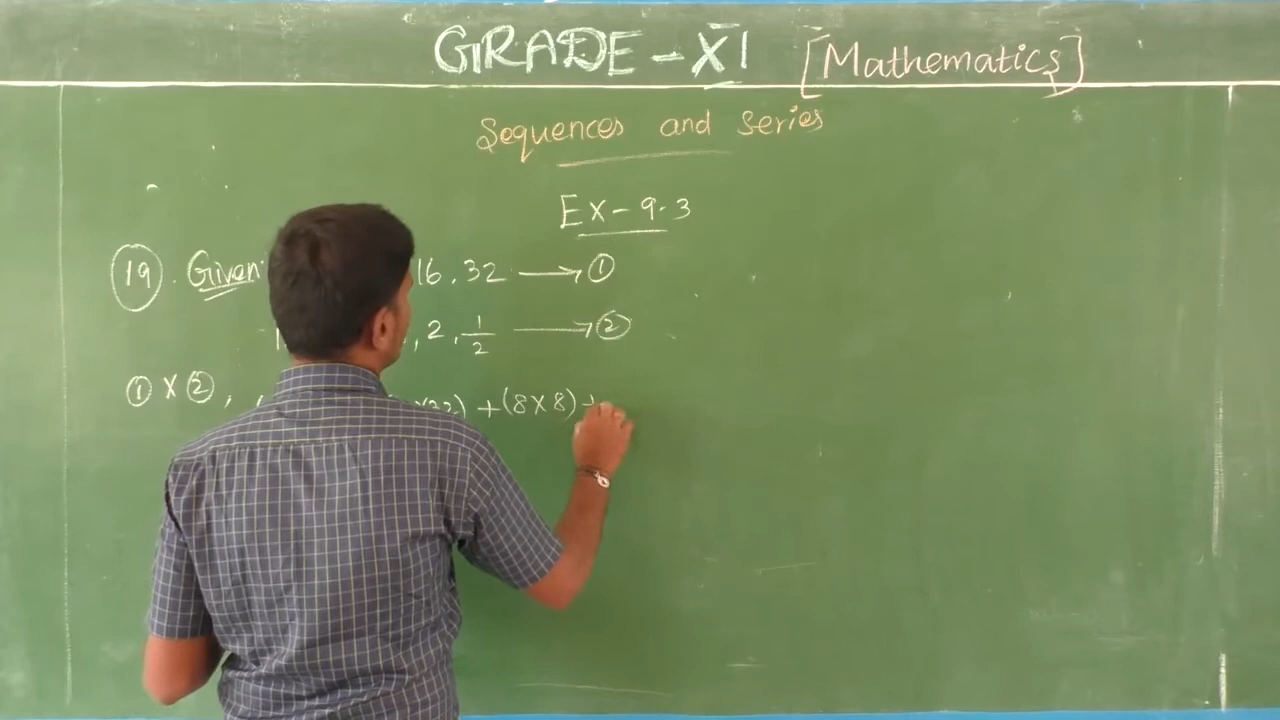 GRADE - XI [Mathematics]
Sequences and series
Ex - 9.3
19. Given 16, 32 ⟶ ①
, 2, 1/2 ⟶ ②
① X ②, ) + (8 X 8) +